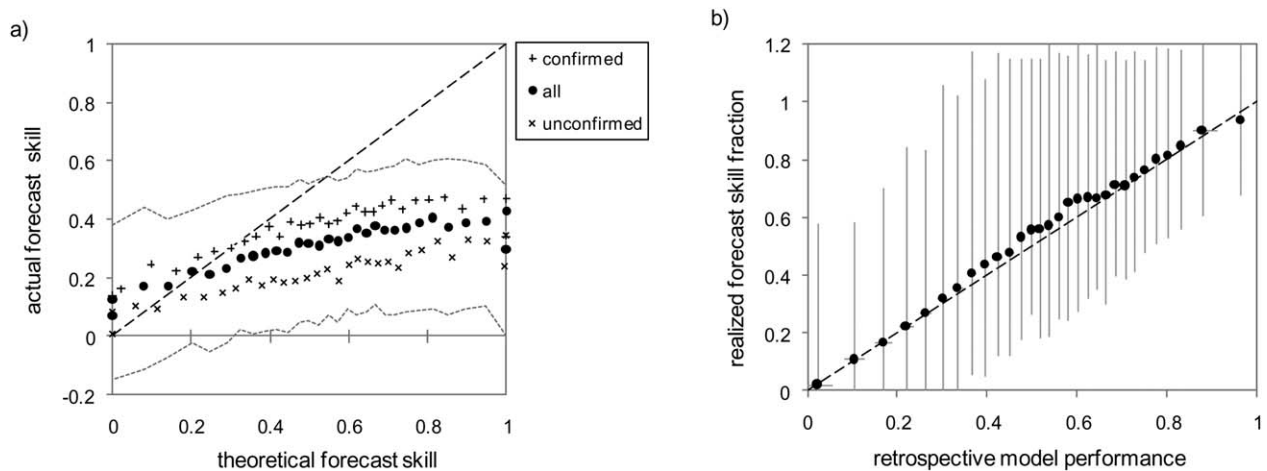 a)
1
0.8
0.6
0.4
0.2
0
-0.2
0 0.2 0.4 0.6 0.8 1
actual forecast skill
theoretical forecast skill
confirmed
all
unconfirmed
b)
1.2
1
0.8
0.6
0.4
0.2
0
0 0.2 0.4 0.6 0.8 1
realized forecast skill fraction
retrospective model performance